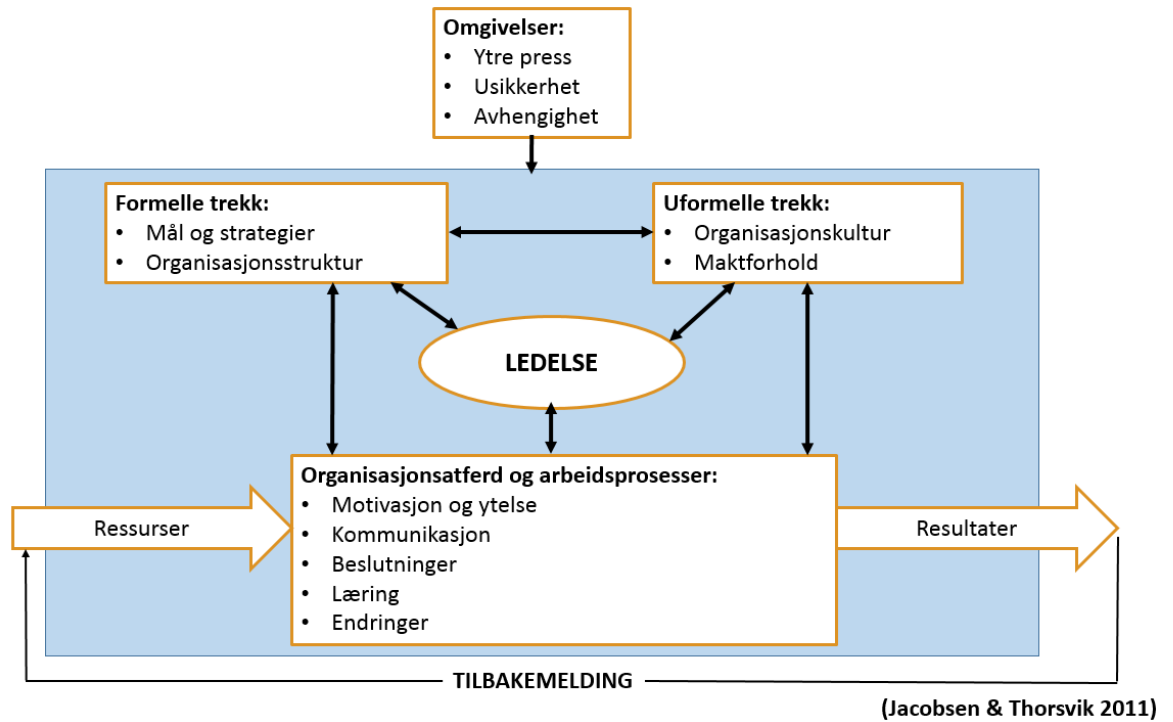 Omgivelser:
• Ytre press
• Usikkerhet
• Avhengighet
Formelle trekk:
• Mål og strategier
• Organisasjonsstruktur
Uformelle trekk:
• Organisasjonskultur
• Maktforhold
LEDELSE
Organisasjonsatferd og arbeidsprosesser:
• Motivasjon og ytelse
• Kommunikasjon
• Beslutninger
• Læring
• Endringer
Ressurser
Resultater
TILBAKEMELDING
(Jacobsen & Thorsvik 2011)